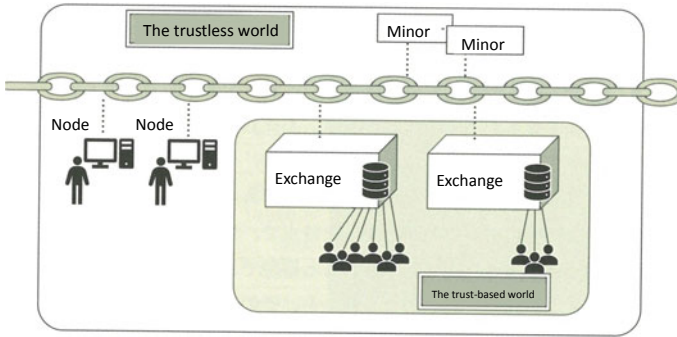 The trustless world
Minor
Minor
Node
Node
Exchange
Exchange
The trust-based world